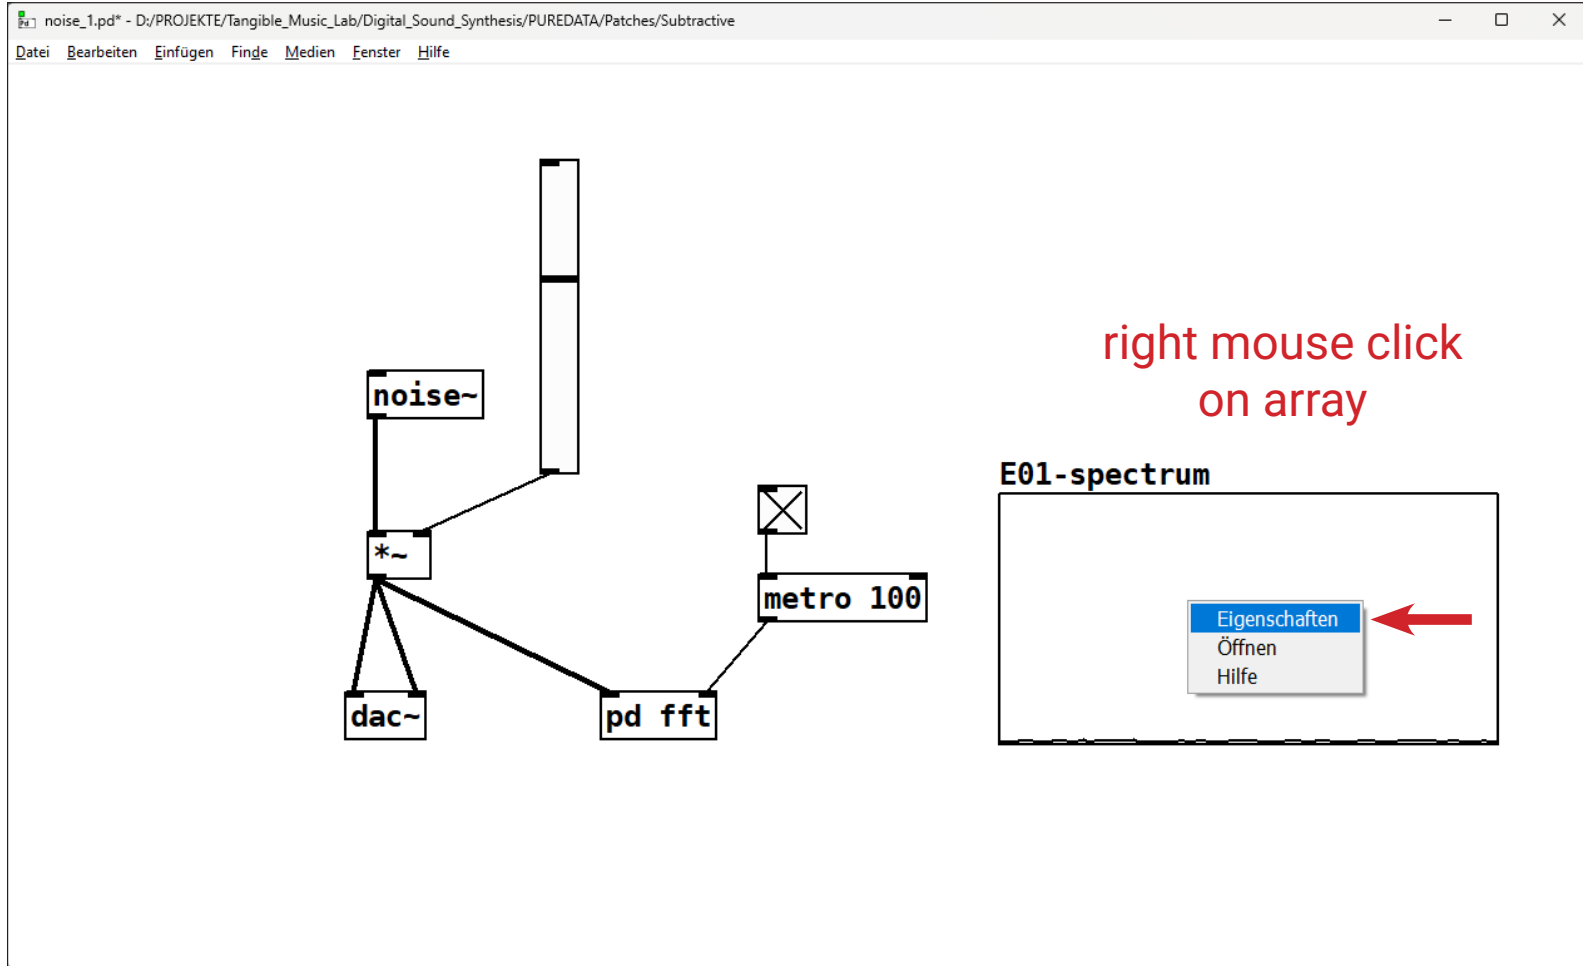 noise_1.pd* - D:/PROJEKTE/Tangible_Music_Lab/Digital_Sound_Synthesis/PUREDATA/Patches/Subtractive
Datei Bearbeiten Einfügen Finde Medien Fenster Hilfe
right mouse click
on array
noise~
E01-spectrum
*~
metro 100
Eigenschaften
Öffnen
Hilfe
dac~
pd fft